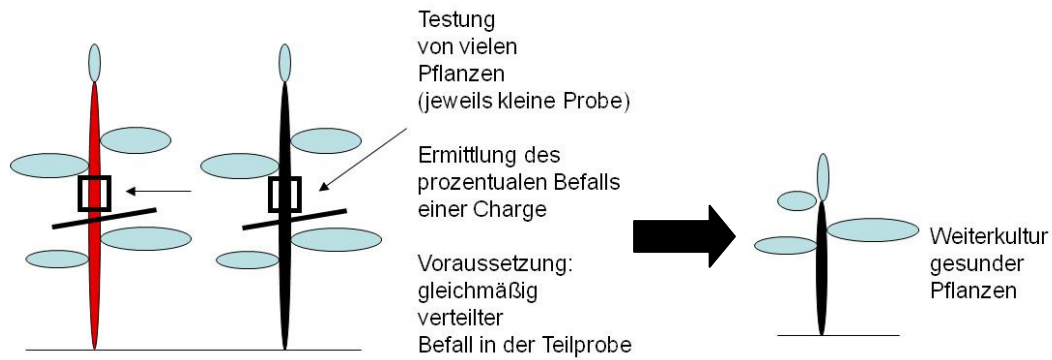 Testung
von vielen
Pflanzen
(jeweils kleine Probe)
Ermittlung des
prozentualen Befalls
einer Charge
Voraussetzung:
gleichmäßig
verteilter
Befall in der Teilprobe
Weiterkultur
gesunder
Pflanzen